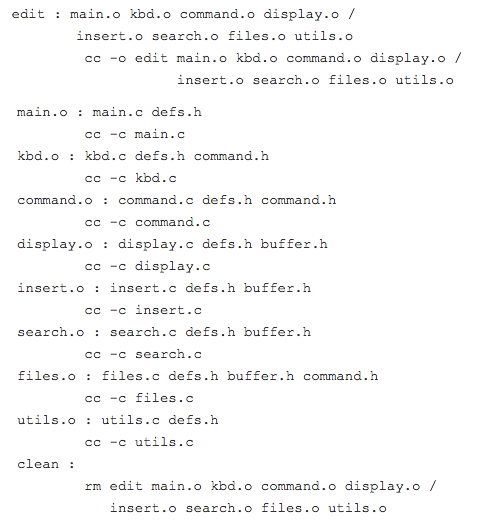 edit : main.o kbd.o command.o display.o /
insert.o search.o files.o utils.o
cc -o edit main.o kbd.o command.o display.o /
insert.o search.o files.o utils.o
main.o : main.c defs.h
cc -c main.c
kbd.o : kbd.c defs.h command.h
cc -c kbd.c
command.o : command.c defs.h command.h
cc -c command.c
display.o : display.c defs.h buffer.h
cc -c display.c
insert.o : insert.c defs.h buffer.h
cc -c insert.c
search.o : search.c defs.h buffer.h
cc -c search.c
files.o : files.c defs.h buffer.h command.h
cc -c files.c
utils.o : utils.c defs.h
cc -c utils.c
clean :
rm edit main.o kbd.o command.o display.o /
insert.o search.o files.o utils.o